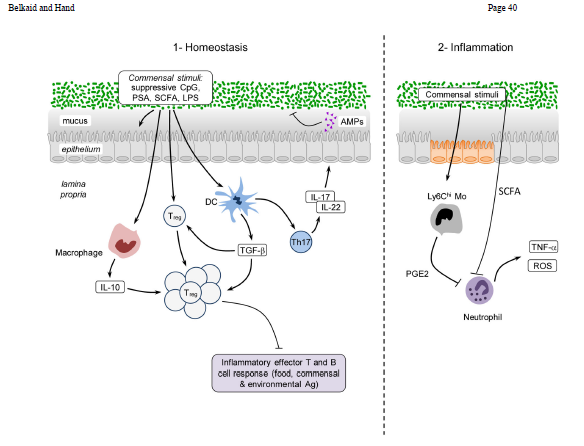 Belkaid and Hand
Page 40
1- Homeostasis
2- Inflammation
Commensal stimuli:
suppressive CpG,
PSA, SCFA, LPS
Commensal stimuli
mucus
AMPs
epithelium
lamina
propria
DC
IL-17
IL-22
Ly6Chi Mo
SCFA
Treg
Macrophage
TGF-β
Th17
TNF-α
ROS
PGE2
IL-10
Treg
Neutrophil
Inflammatory effector T and B
cell response (food, commensal
& environmental Ag)